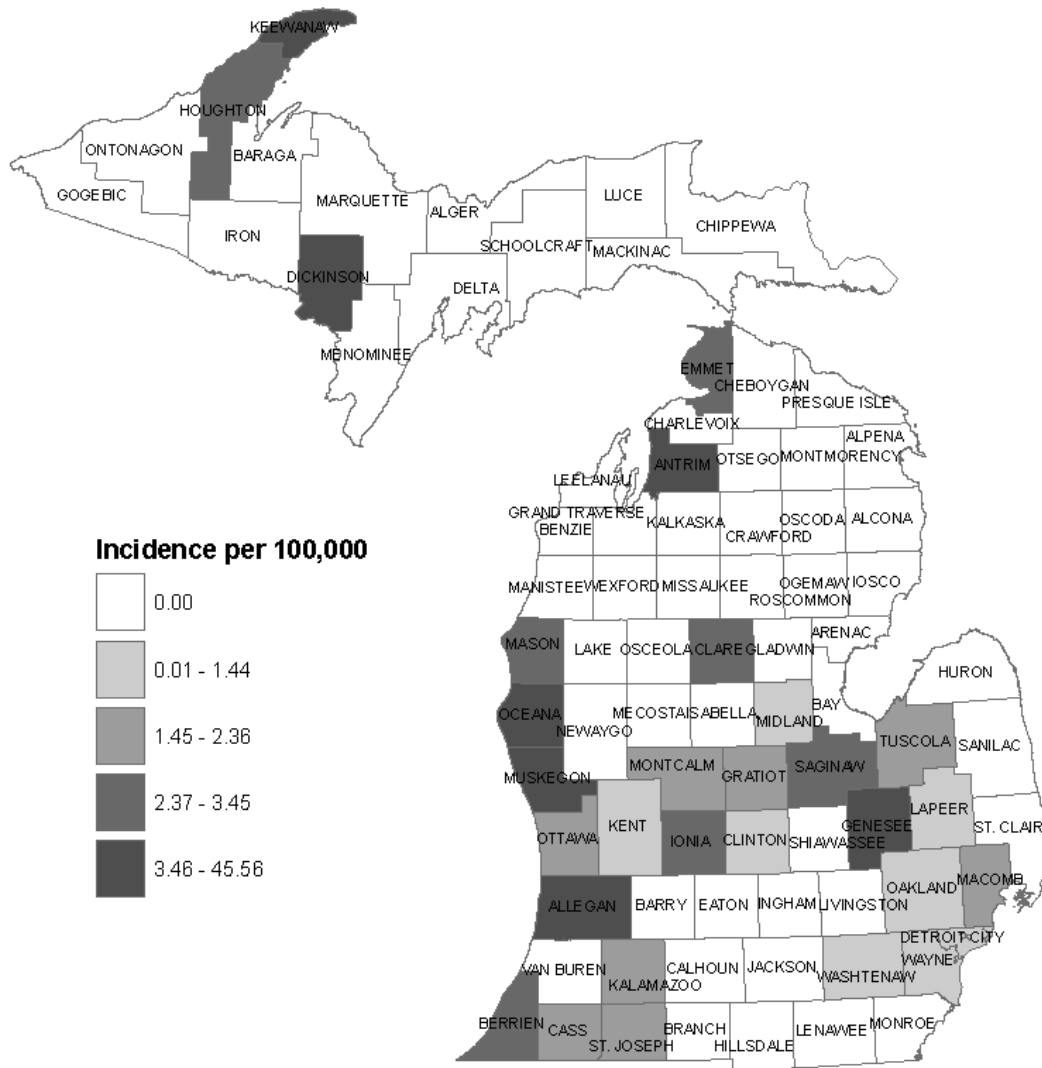 KEEWANAW
HOUGHTON
ONTONAGON
BARAGA
GOGEBIC
MARQUETTE
ALGER
LUCE
CHIPPEWA
IRON
SCHOOLCRAFT
MACKINAC
DICKINSON
DELTA
MENOMINEE
EMMET
CHEBOYGAN
PRESQUE ISLE
CHARLEVOIX
ALPENA
ANTRIM
OTSEGO
MONTMORENCY
LEELANAU
GRAND TRAVERSE
BENZIE
KALKASKA
CRAWFORD
OSCODA
ALCONA
Incidence per 100,000
0.00
0.01 - 1.44
1.45 - 2.36
2.37 - 3.45
3.46 - 45.56
MANISTEE
WEXFORD
MISSAUKEE
ROSCOMMON
OGEMAW
IOSCO
MASON
LAKE
OSCEOLA
CLARE
GLADWIN
ARENAC
HURON
OCEANA
NEWAYGO
MECOSTA
ISABELLA
MIDLAND
BAY
TUSCOLA
SANILAC
MUSKEGON
MONTCALM
GRATIOT
SAGINAW
OTTAWA
KENT
IONIA
CLINTON
SHIAWASSEE
GENESEE
LAPEER
ST. CLAIR
ALLEGAN
BARRY
EATON
INGHAM
LIVINGSTON
OAKLAND
MACOMB
DETROIT CITY
VAN BUREN
KALAMAZOO
CALHOUN
JACKSON
WASHTENAW
WAYNE
BERRIEN
CASS
ST. JOSEPH
BRANCH
HILLSDALE
LENAWEE
MONROE